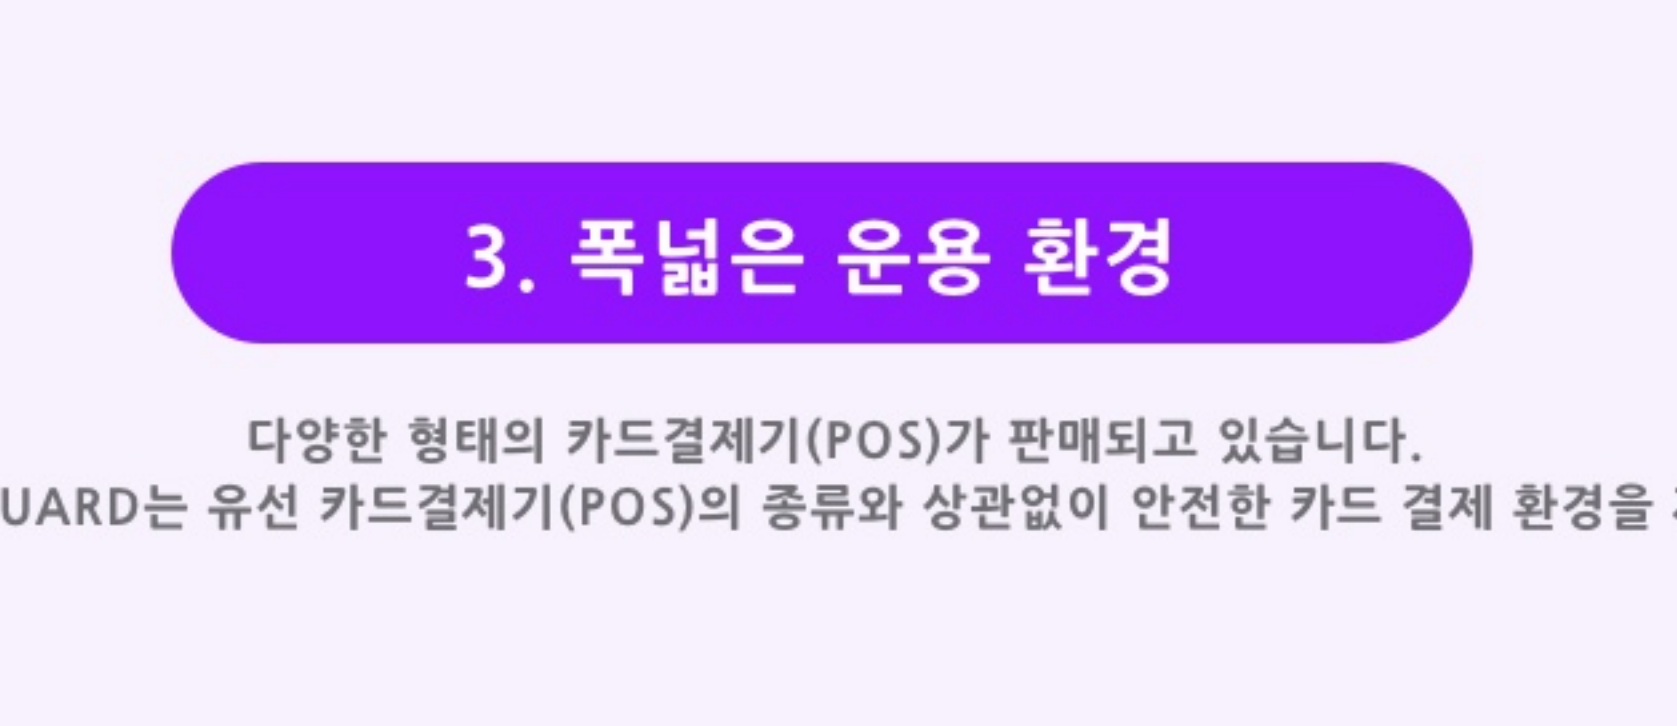 3. 폭넓은 운용 환경
다양한 형태의 카드결제기(POS)가 판매되고 있습니다.
UARD는 유선 카드결제기(POS)의 종류와 상관없이 안전한 카드 결제 환경을